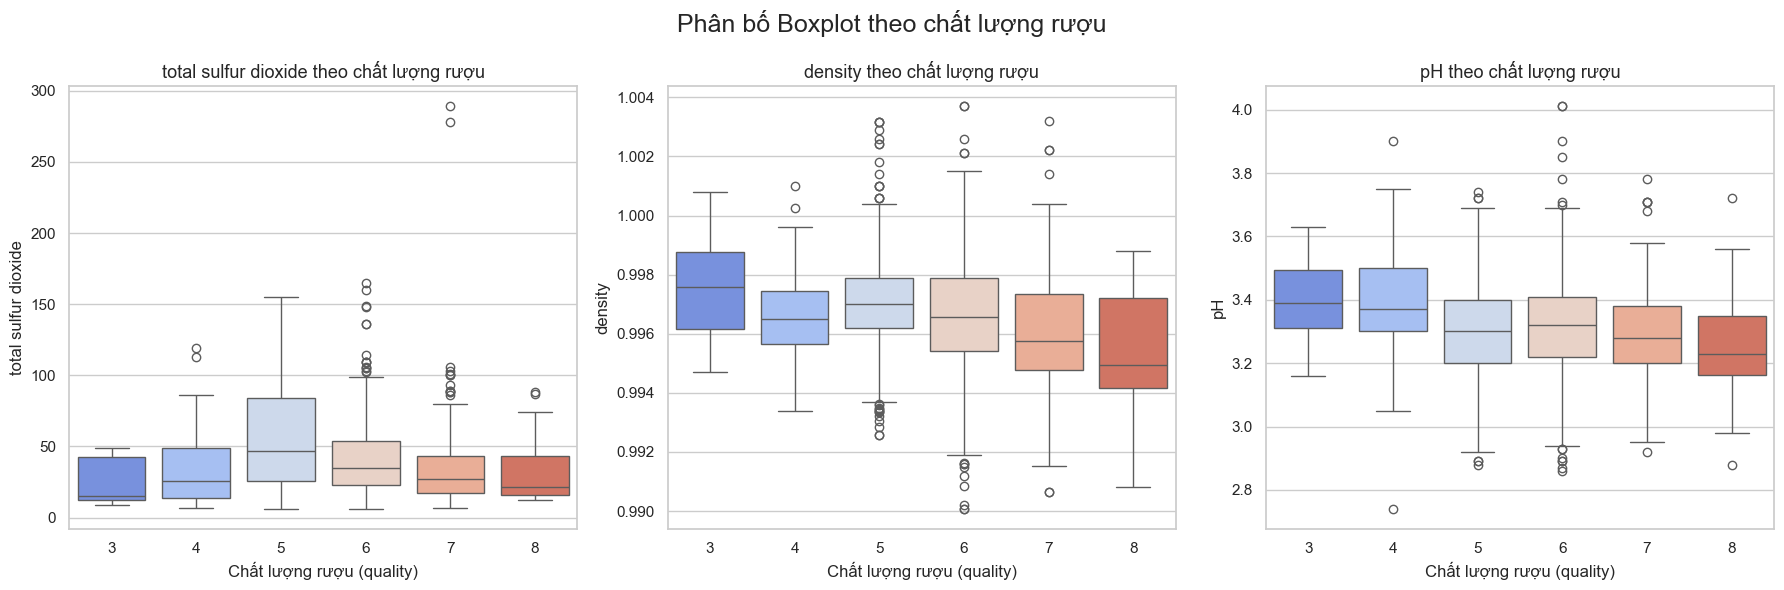 Phân bố Boxplot theo chất lượng rượu
total sulfur dioxide theo chất lượng rượu
300
250
200
150
100
50
0
total sulfur dioxide
3 4 5 6 7 8
Chất lượng rượu (quality)
density theo chất lượng rượu
1.004
1.002
1.000
0.998
0.996
0.994
0.992
0.990
density
3 4 5 6 7 8
Chất lượng rượu (quality)
pH theo chất lượng rượu
4.0
3.8
3.6
3.4
3.2
3.0
2.8
pH
3 4 5 6 7 8
Chất lượng rượu (quality)